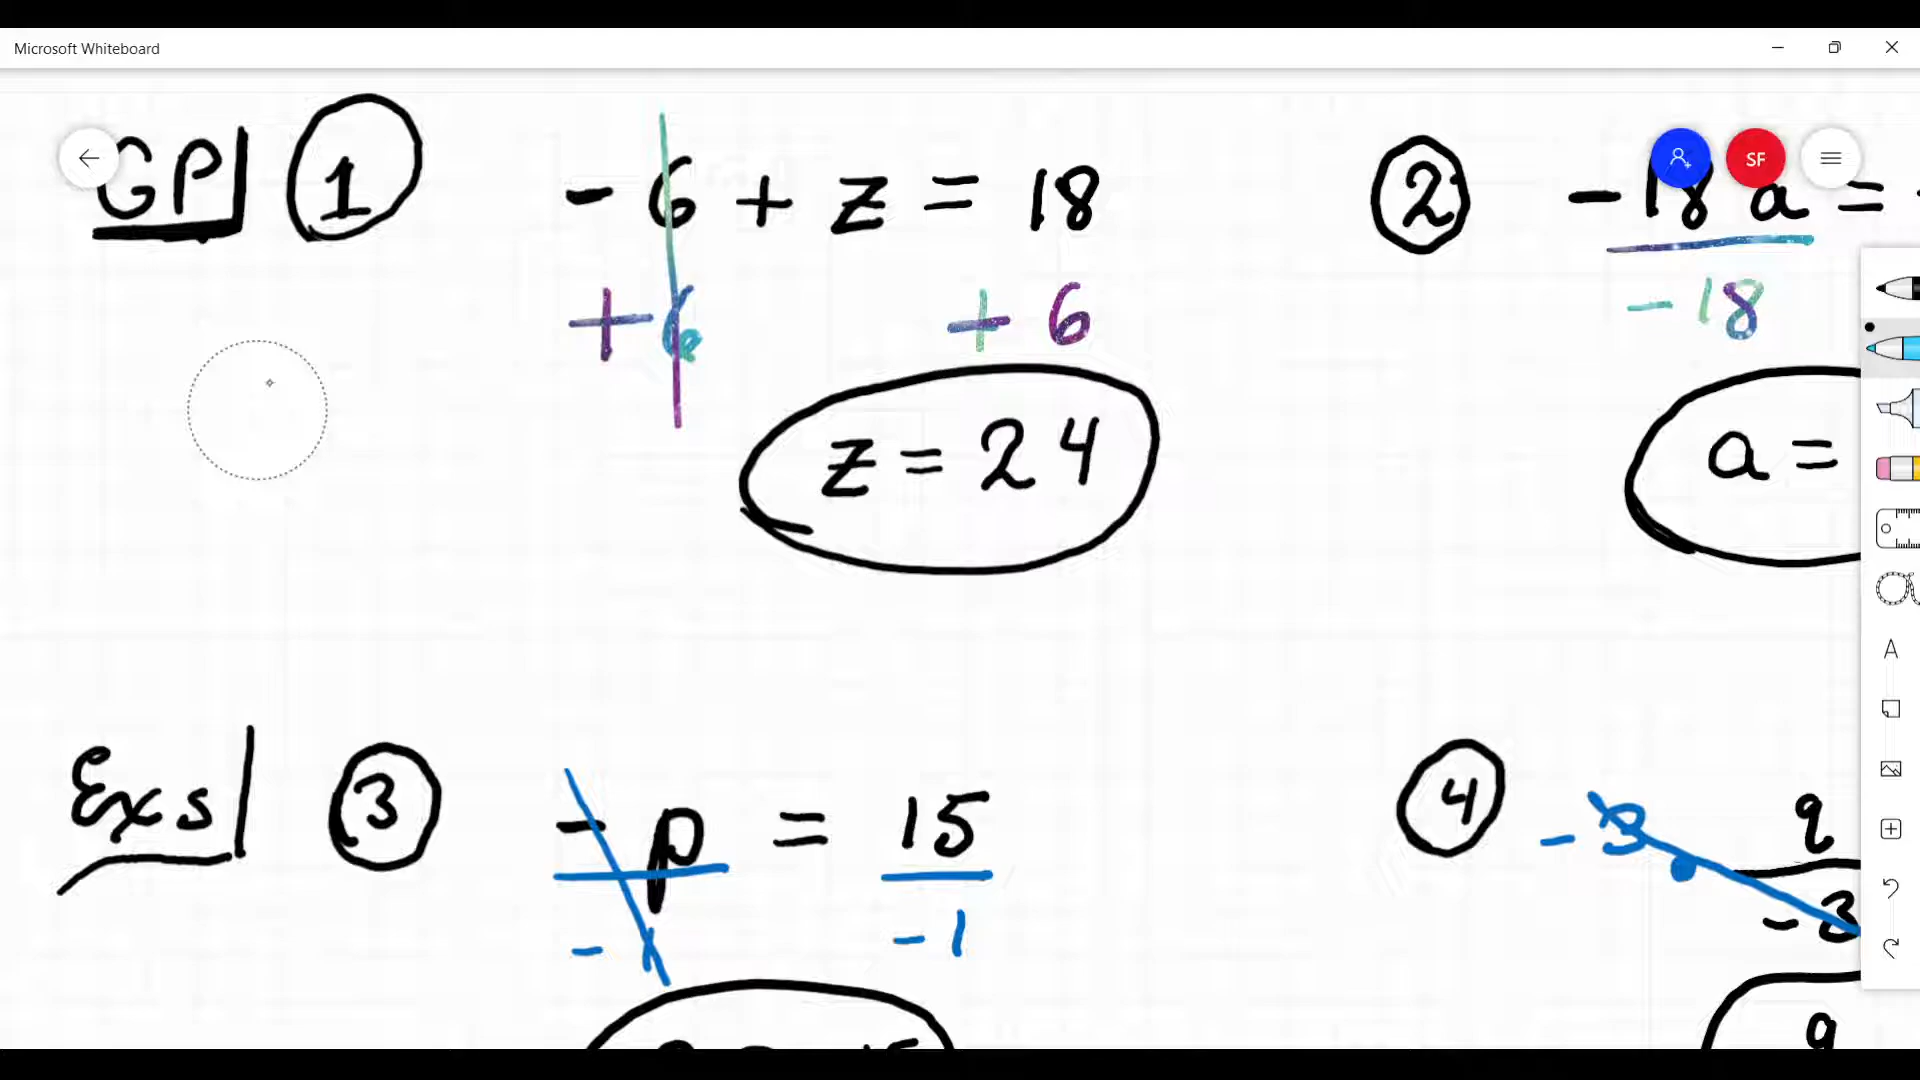 Microsoft Whiteboard
GP ① - 6 + z = 18
+ 6 + 6
z = 24
② - 18 a =
- 18
a =
SF
Exs ③ - p = 15
- 1 - 1
④ - 3 • q
- 3
q
A